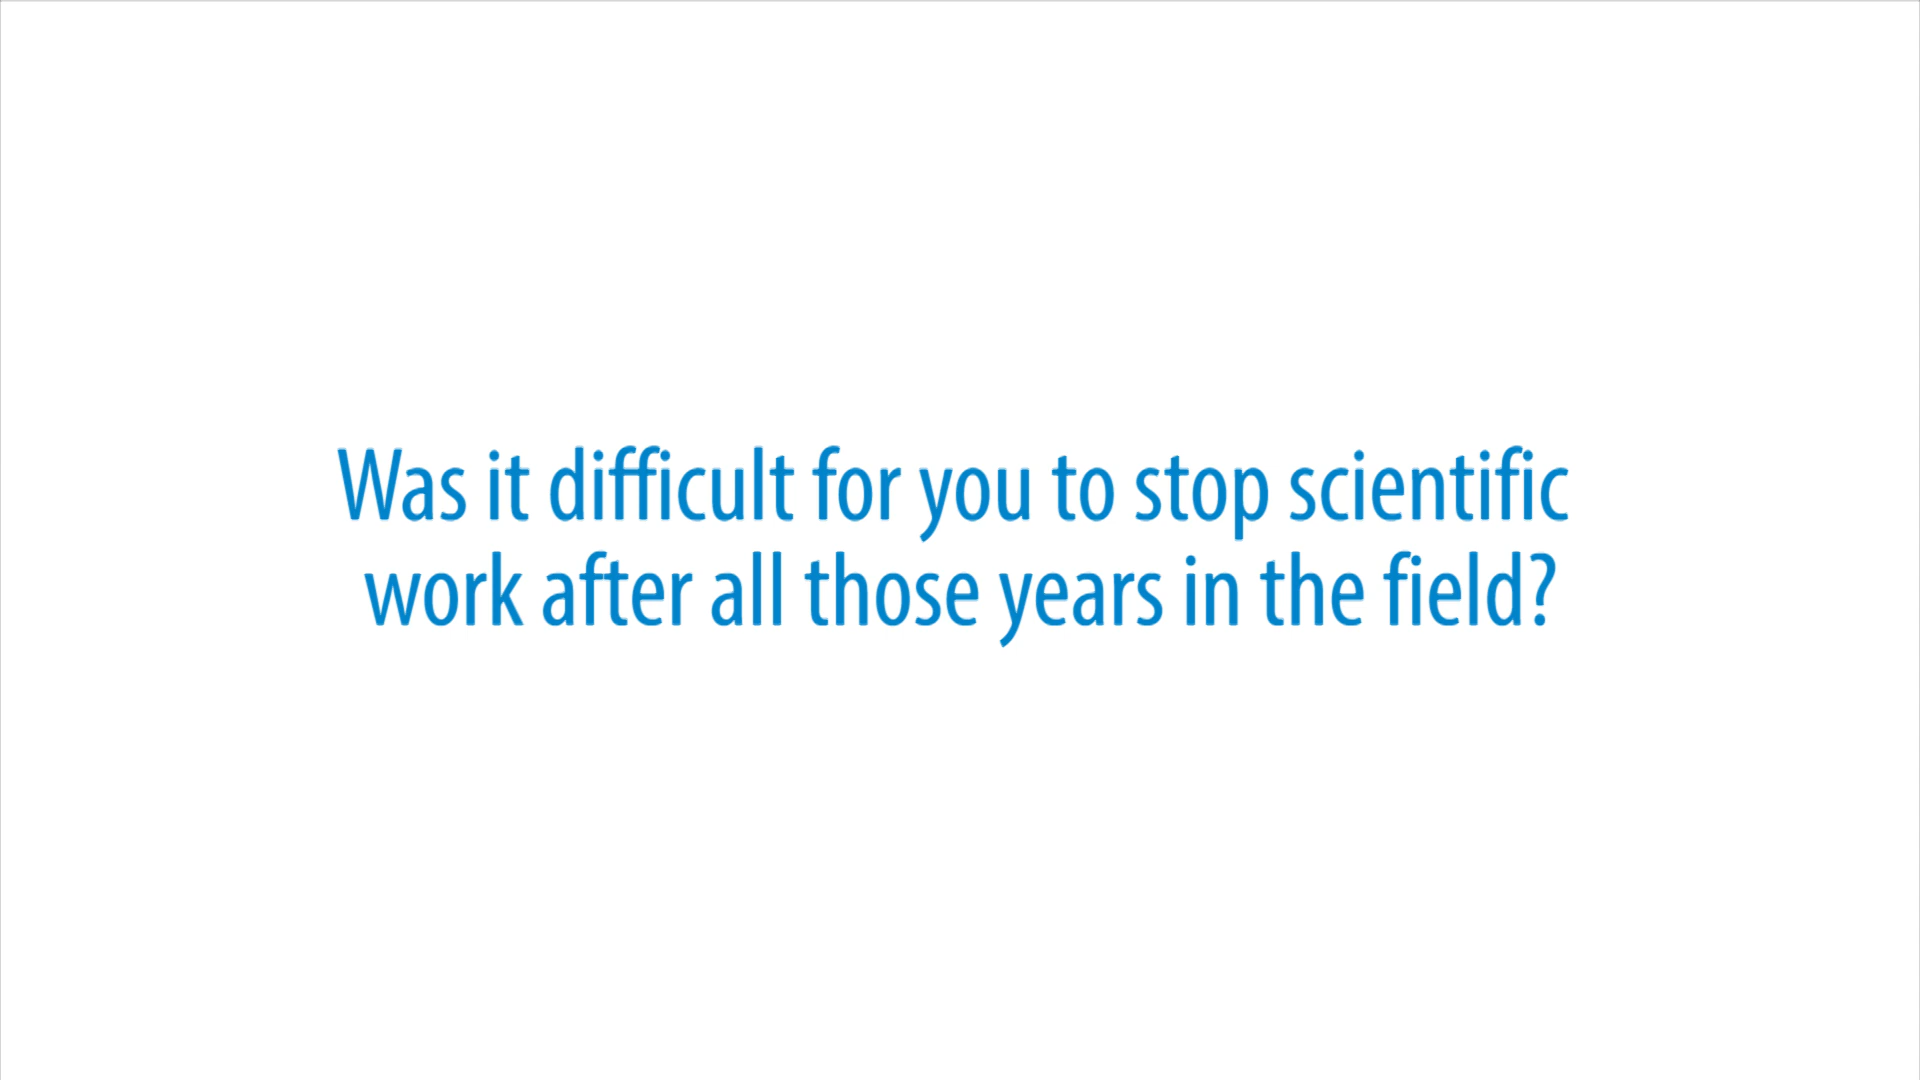 Was it difficult for you to stop scientific
work after all those years in the field?